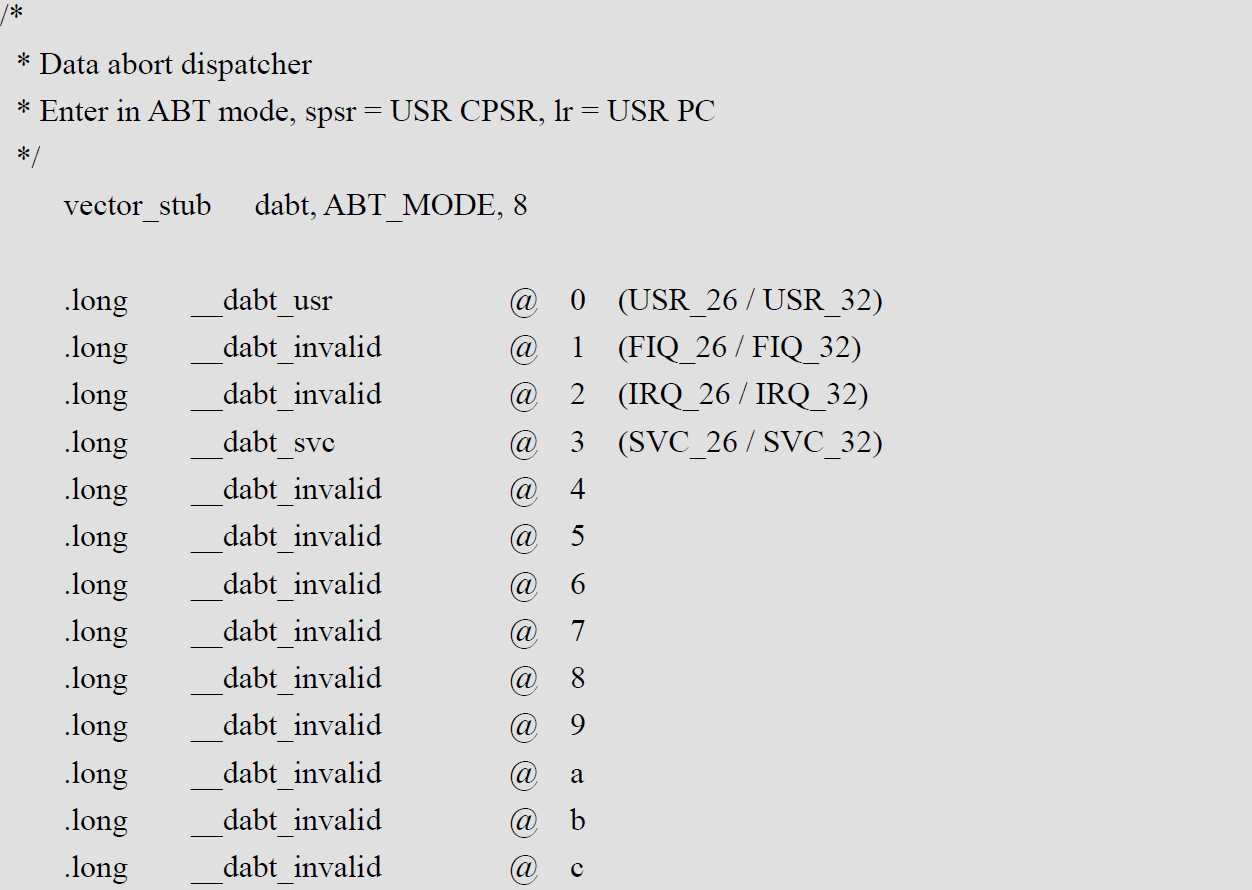 /*
* Data abort dispatcher
* Enter in ABT mode, spsr = USR CPSR, lr = USR PC
*/
vector_stub dabt, ABT_MODE, 8
.long __dabt_usr @ 0 (USR_26 / USR_32)
.long __dabt_invalid @ 1 (FIQ_26 / FIQ_32)
.long __dabt_invalid @ 2 (IRQ_26 / IRQ_32)
.long __dabt_svc @ 3 (SVC_26 / SVC_32)
.long __dabt_invalid @ 4
.long __dabt_invalid @ 5
.long __dabt_invalid @ 6
.long __dabt_invalid @ 7
.long __dabt_invalid @ 8
.long __dabt_invalid @ 9
.long __dabt_invalid @ a
.long __dabt_invalid @ b
.long __dabt_invalid @ c